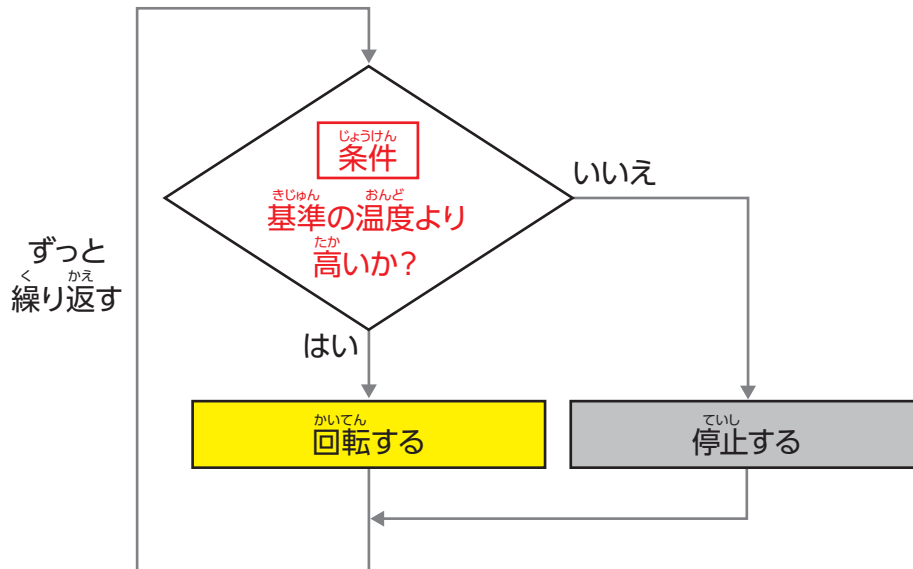 じょうけん
条件
きじゅん おんど
基準の温度より
たか
高いか?
いいえ
ずっと
く かえ
繰り返す
はい
かいてん
回転する
ていし
停止する